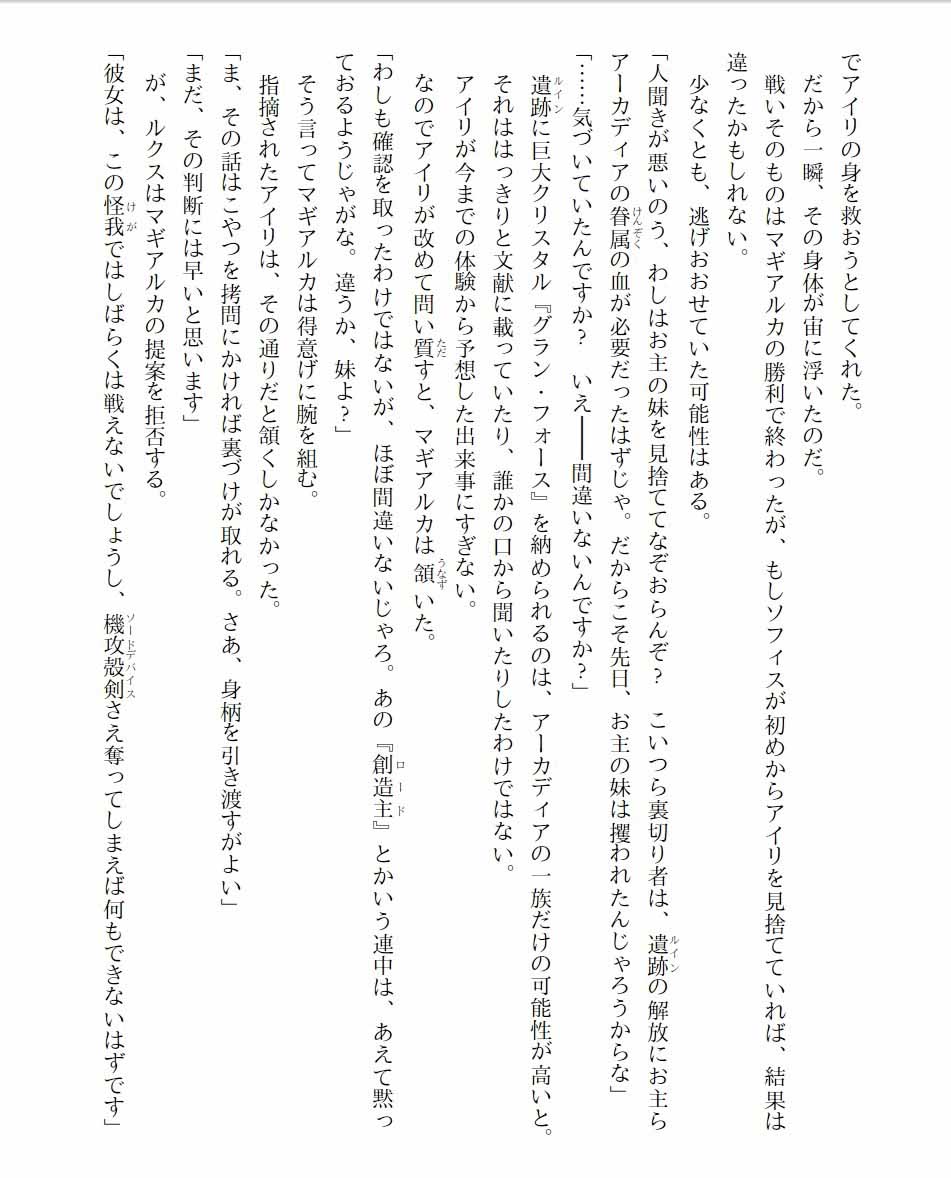 でアイリの身を救おうとしてくれた。
だから一瞬、その身体が宙に浮いたのだ。
戦いそのものはマギアルカの勝利で終わったが、もしソフィスが初めからアイリを見捨てていれば、結果は
違ったかもしれない。
少なくとも、逃げおおせていた可能性はある。
「人聞きが悪いのう、わしはお主の妹を見捨ててなぞおらんぞ？　こいつら裏切り者は、遺跡の解放にお主ら
アーカディアの眷属の血が必要だったはずじゃ。だからこそ先日、お主の妹は攫われたんじゃろうからな」
「……気づいていたんですか？　いえ――間違いないんですか？」
遺跡に巨大クリスタル『グラン・フォース』を納められるのは、アーカディアの一族だけの可能性が高いと。
それははっきりと文献に載っていたり、誰かの口から聞いたりしたわけではない。
アイリが今までの体験から予想した出来事にすぎない。
なのでアイリが改めて問い質すと、マギアルカは頷いた。
「わしも確認を取ったわけではないが、ほぼ間違いないじゃろ。あの『創造主』とかいう連中は、あえて黙っ
ておるようじゃがな。違うか、妹よ？」
そう言ってマギアルカは得意げに腕を組む。
指摘されたアイリは、その通りだと頷くしかなかった。
「ま、その話はこやつを拷問にかければ裏づけが取れる。さあ、身柄を引き渡すがよい」
「まだ、その判断には早いと思います」
が、ルクスはマギアルカの提案を拒否する。
「彼女は、この怪我ではしばらくは戦えないでしょうし、機攻殻剣さえ奪ってしまえば何もできないはずです」